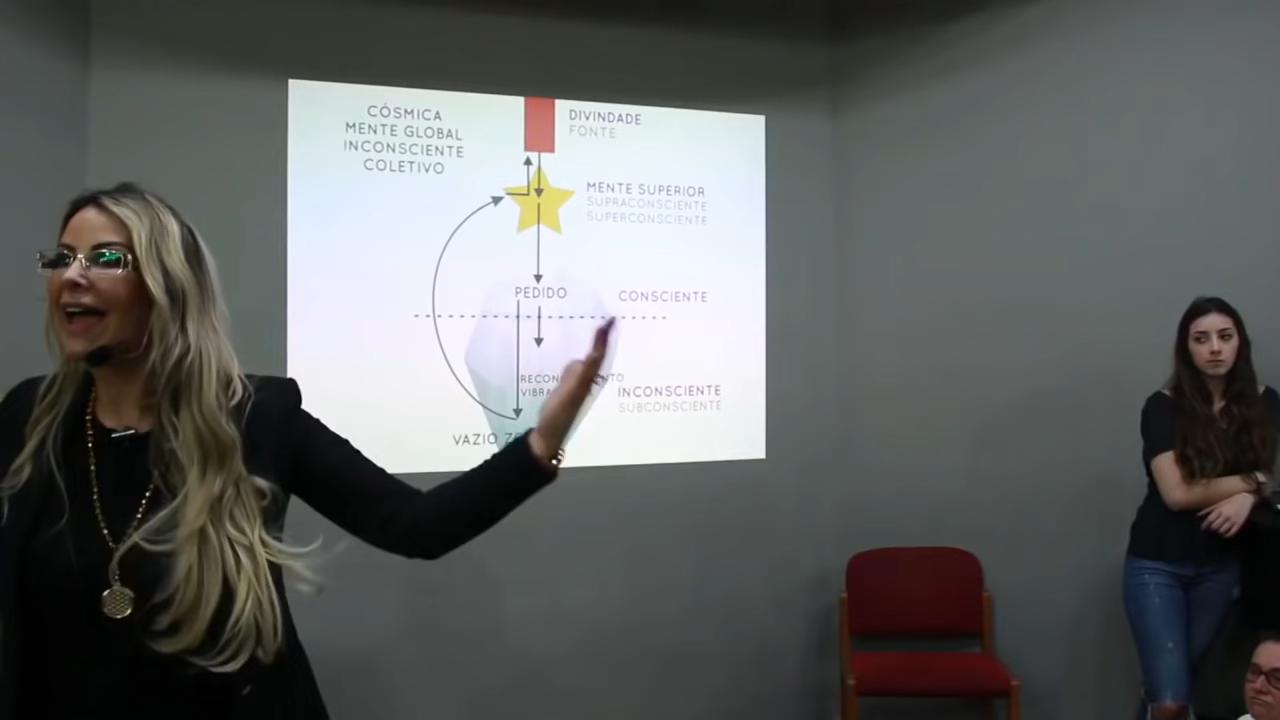 CÓSMICA
MENTE GLOBAL
INCONSCIENTE
COLETIVO
DIVINDADE
FONTE
MENTE SUPERIOR
SUPRACONSCIENTE
SUPERCONSCIENTE
PEDIDO
CONSCIENTE
INCONSCIENTE
SUBCONSCIENTE
VAZIO